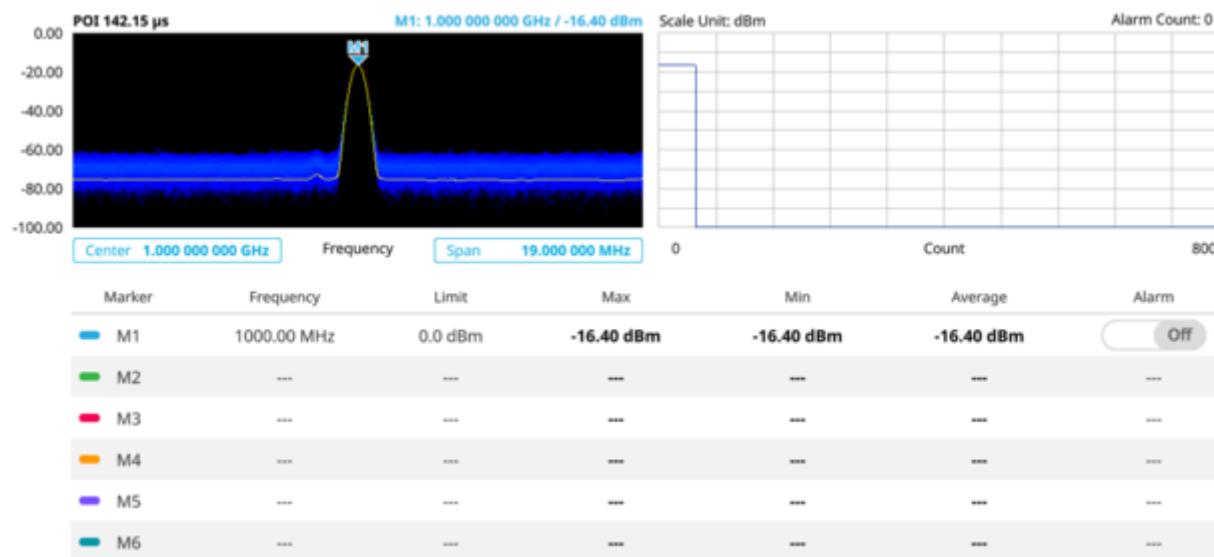 POI 142.15 µs M1: 1.000 000 000 GHz / -16.40 dBm Scale Unit: dBm Alarm Count: 0
0.00
M1
-20.00
-40.00
-60.00
-80.00
-100.00
Center 1.000 000 000 GHz Frequency Span 19.000 000 MHz 0 Count 800
Marker Frequency Limit Max Min Average Alarm
M1 1000.00 MHz 0.0 dBm -16.40 dBm -16.40 dBm -16.40 dBm Off
M2 --- --- --- --- --- ---
M3 --- --- --- --- --- ---
M4 --- --- --- --- --- ---
M5 --- --- --- --- --- ---
M6 --- --- --- --- --- ---